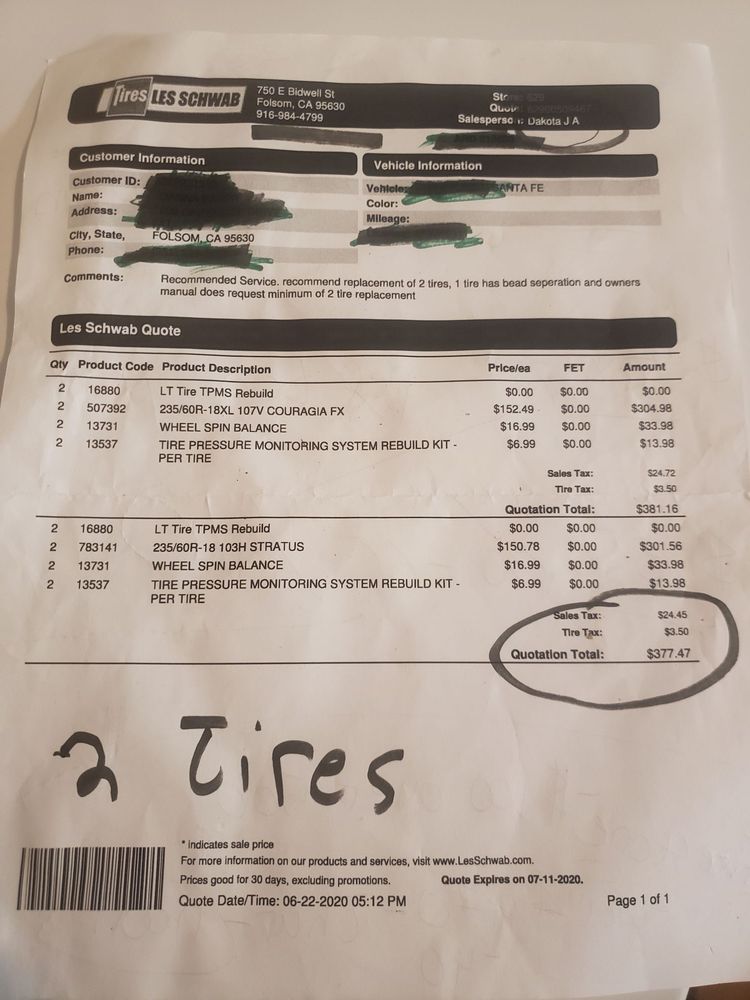 Tires LES SCHWAB
750 E Bidwell St
Folsom, CA 95630
916-984-4799
Store: 629
Quote:
Salesperson: Dakota J A
Customer Information
Customer ID:
Name:
Address:
City, State, FOLSOM, CA 95630
Phone:
Vehicle Information
Vehicle: SANTA FE
Color:
Mileage:
Comments: Recommended Service. recommend replacement of 2 tires, 1 tire has bead seperation and owners
manual does request minimum of 2 tire replacement
Les Schwab Quote
Qty Product Code Product Description Price/ea FET Amount
2 16880 LT Tire TPMS Rebuild $0.00 $0.00 $0.00
2 507392 235/60R-18XL 107V COURAGIA FX $152.49 $0.00 $304.98
2 13731 WHEEL SPIN BALANCE $16.99 $0.00 $33.98
2 13537 TIRE PRESSURE MONITORING SYSTEM REBUILD KIT - $6.99 $0.00 $13.98
PER TIRE
Sales Tax: $24.72
Tire Tax: $3.50
Quotation Total: $381.16
2 16880 LT Tire TPMS Rebuild $0.00 $0.00 $0.00
2 783141 235/60R-18 103H STRATUS $150.78 $0.00 $301.56
2 13731 WHEEL SPIN BALANCE $16.99 $0.00 $33.98
2 13537 TIRE PRESSURE MONITORING SYSTEM REBUILD KIT - $6.99 $0.00 $13.98
PER TIRE
Sales Tax: $24.45
Tire Tax: $3.50
Quotation Total: $377.47
2 Tires
* indicates sale price
For more information on our products and services, visit www.LesSchwab.com.
Prices good for 30 days, excluding promotions. Quote Expires on 07-11-2020.
Quote Date/Time: 06-22-2020 05:12 PM Page 1 of 1